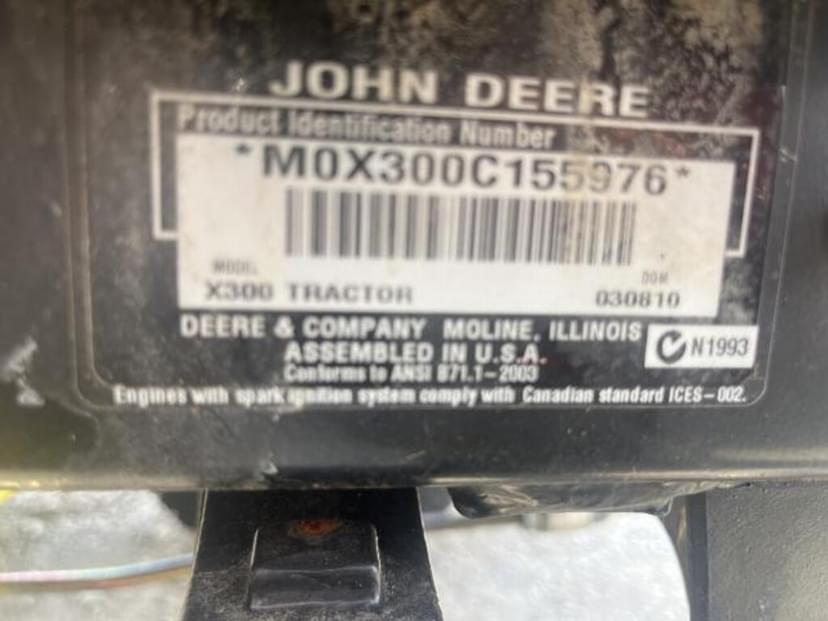 JOHN DEERE
Product Identification Number
*M0X300C155976*
MODEL DOM
X300 TRACTOR 030810
DEERE & COMPANY MOLINE, ILLINOIS
ASSEMBLED IN U.S.A.
N1993
Conforms to ANSI B71.1-2003
Engines with spark ignition system comply with Canadian standard ICES-002.